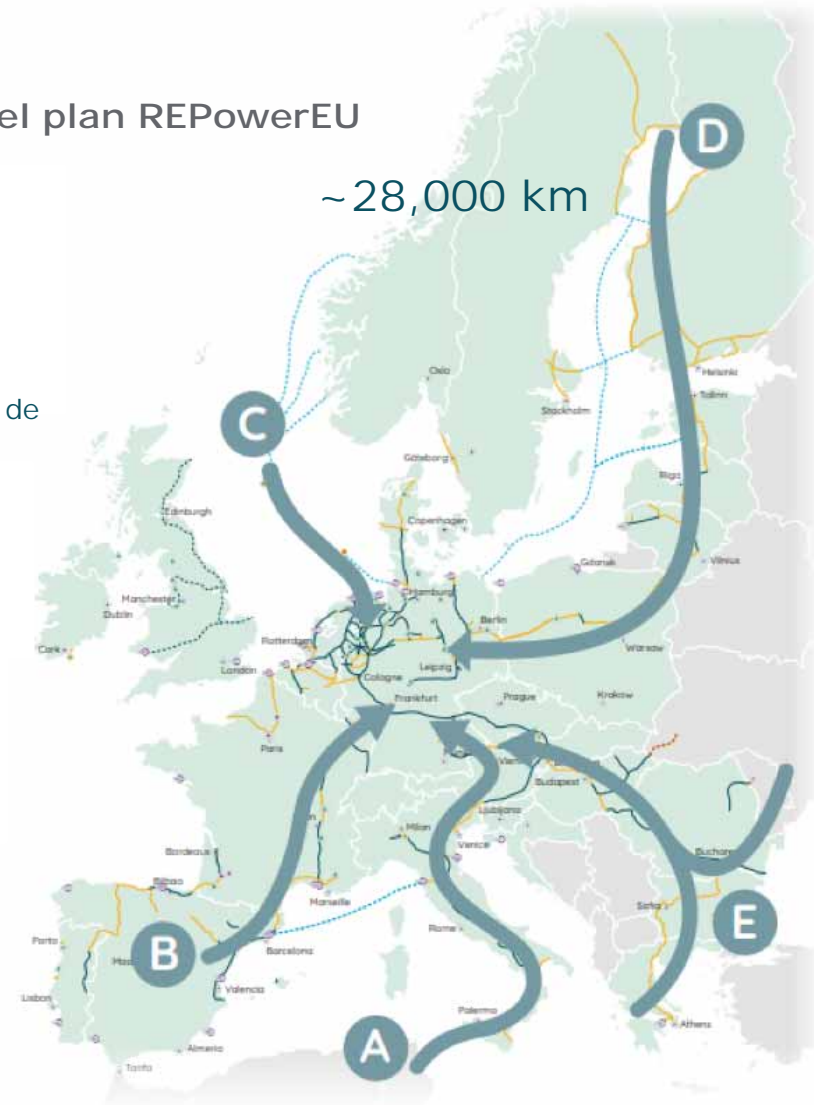 el plan REPowerEU
D
~28,000 km
de
C
Oslo
Helsinki
Tallinn
Stockholm
Göteborg
Riga
Edinburgh
Copenhagen
Vilnius
Gdansk
Manchester
Dublin
Hamburg
Berlin
Cork
Rotterdam
Warsaw
London
Leipzig
Cologne
Frankfurt
Prague
Krakow
Paris
Budapest
Ljubljana
Milan
Venice
Bordeaux
Bucha
Bilbao
Marseille
Sofia
E
Rome
Porto
B
Barcelona
Lisbon
Valencia
Palermo
Athens
A
Almeria